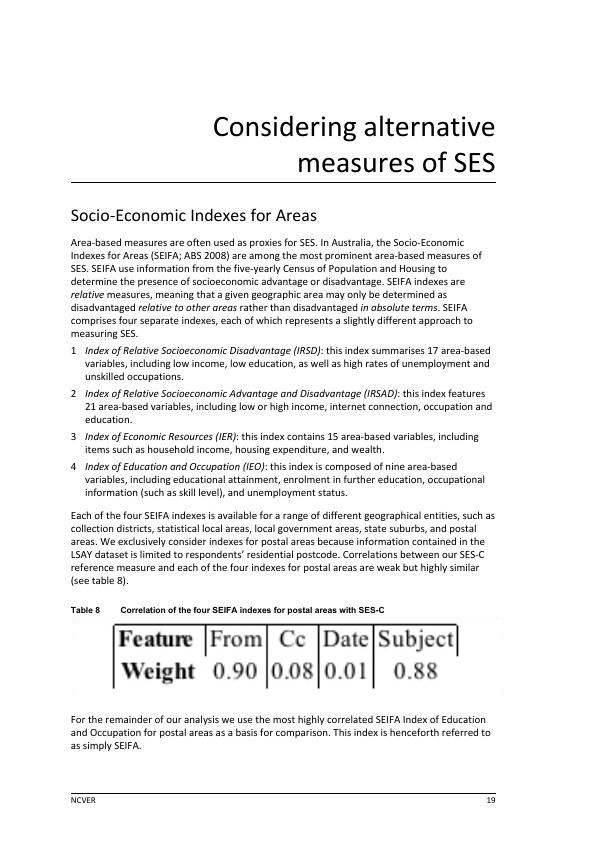 Considering alternative
measures of SES
Socio-Economic Indexes for Areas
Area-based measures are often used as proxies for SES. In Australia, the Socio-Economic
Indexes for Areas (SEIFA; ABS 2008) are among the most prominent area-based measures of
SES. SEIFA use information from the five-yearly Census of Population and Housing to
determine the presence of socioeconomic advantage or disadvantage. SEIFA indexes are
relative measures, meaning that a given geographic area may only be determined as
disadvantaged relative to other areas rather than disadvantaged in absolute terms. SEIFA
comprises four separate indexes, each of which represents a slightly different approach to
measuring SES.
1 Index of Relative Socioeconomic Disadvantage (IRSD): this index summarises 17 area-based
variables, including low income, low education, as well as high rates of unemployment and
unskilled occupations.
2 Index of Relative Socioeconomic Advantage and Disadvantage (IRSAD): this index features
21 area-based variables, including low or high income, internet connection, occupation and
education.
3 Index of Economic Resources (IER): this index contains 15 area-based variables, including
items such as household income, housing expenditure, and wealth.
4 Index of Education and Occupation (IEO): this index is composed of nine area-based
variables, including educational attainment, enrolment in further education, occupational
information (such as skill level), and unemployment status.
Each of the four SEIFA indexes is available for a range of different geographical entities, such as
collection districts, statistical local areas, local government areas, state suburbs, and postal
areas. We exclusively consider indexes for postal areas because information contained in the
LSAY dataset is limited to respondents' residential postcode. Correlations between our SES-C
reference measure and each of the four indexes for postal areas are weak but highly similar
(see table 8).
Table 8 Correlation of the four SEIFA indexes for postal areas with SES-C
Feature From Cc Date Subject
Weight 0.90 0.08 0.01 0.88
For the remainder of our analysis we use the most highly correlated SEIFA Index of Education
and Occupation for postal areas as a basis for comparison. This index is henceforth referred to
as simply SEIFA.
NCVER 19